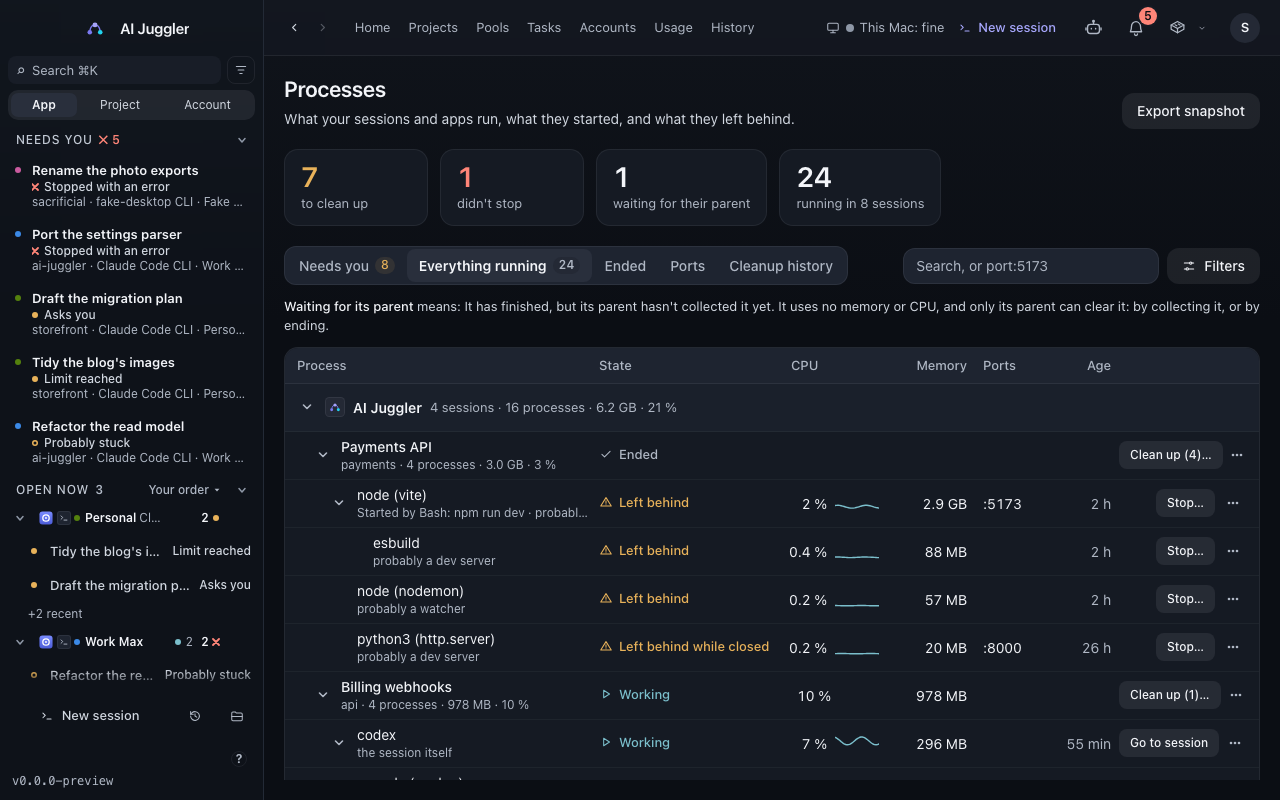 AI Juggler
Search ⌘K
App Project Account
NEEDS YOU 5
Rename the photo exports
Stopped with an error
sacrificial · fake-desktop CLI · Fake ...
Port the settings parser
Stopped with an error
ai-juggler · Claude Code CLI · Work ...
Draft the migration plan
Asks you
storefront · Claude Code CLI · Perso...
Tidy the blog's images
Limit reached
storefront · Claude Code CLI · Perso...
Refactor the read model
Probably stuck
ai-juggler · Claude Code CLI · Work ...
OPEN NOW 3 Your order
Personal Cl... 2
Tidy the blog's i... Limit reached
Draft the migration p... Asks you
+2 recent
Work Max 2 2
Refactor the re... Probably stuck
New session
?
v0.0.0-preview
Home Projects Pools Tasks Accounts Usage History This Mac: fine New session 5 S
Processes
What your sessions and apps run, what they started, and what they left behind.
Export snapshot
7 to clean up
1 didn't stop
1 waiting for their parent
24 running in 8 sessions
Needs you 8 Everything running 24 Ended Ports Cleanup history Search, or port:5173 Filters
Waiting for its parent means: It has finished, but its parent hasn't collected it yet. It uses no memory or CPU, and only its parent can clear it: by collecting it, or by
ending.
Process State CPU Memory Ports Age
AI Juggler 4 sessions · 16 processes · 6.2 GB · 21 %
Payments API Ended Clean up (4)...
payments · 4 processes · 3.0 GB · 3 %
node (vite) Left behind 2 % 2.9 GB :5173 2 h Stop...
Started by Bash: npm run dev · probabl...
esbuild Left behind 0.4 % 88 MB 2 h Stop...
probably a dev server
node (nodemon) Left behind 0.2 % 57 MB 2 h Stop...
probably a watcher
python3 (http.server) Left behind while closed 0.2 % 20 MB :8000 26 h Stop...
probably a dev server
Billing webhooks Working 10 % 978 MB Clean up (1)...
api · 4 processes · 978 MB · 10 %
codex Working 7 % 296 MB 55 min Go to session
the session itself